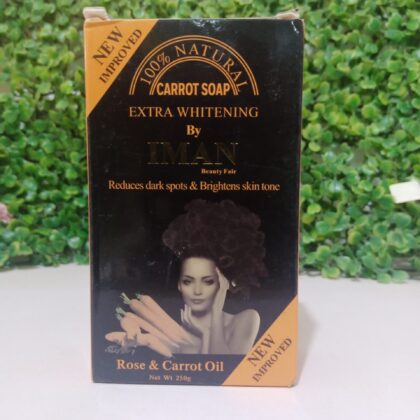 NEW
IMPROVED
100% NATURAL
CARROT SOAP
EXTRA WHITENING
By
IMAN
Beauty Fair
Reduces dark spots & Brightens skin tone
Rose & Carrot Oil
Net Wt 250g
NEW
IMPROVED